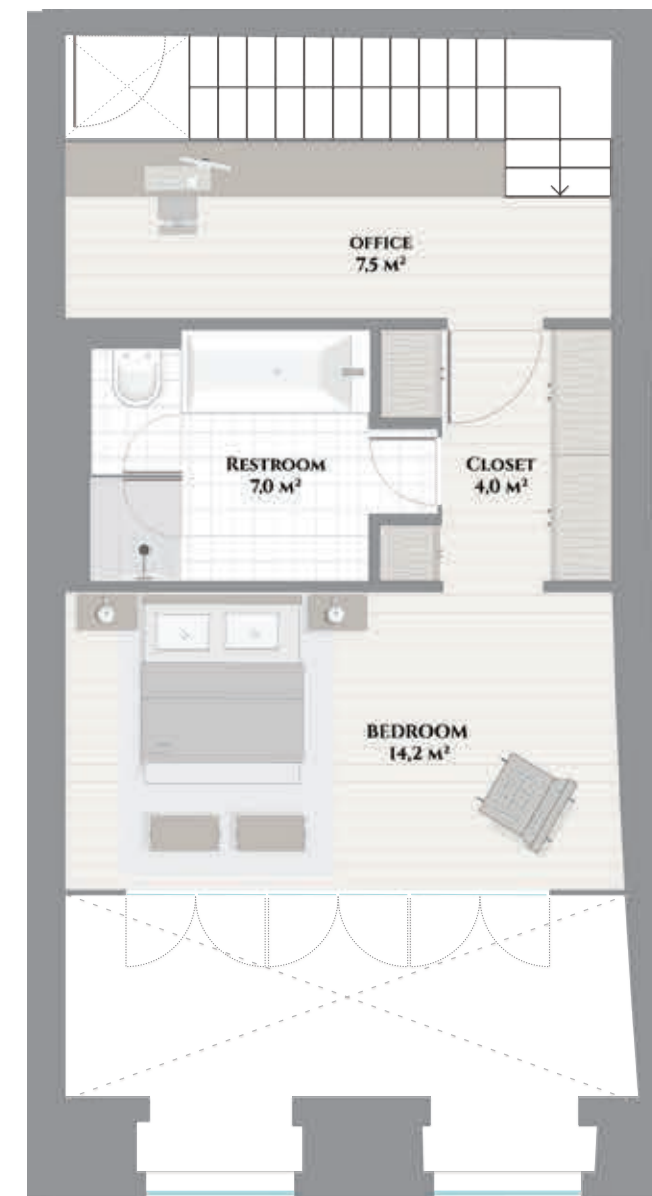 OFFICE
7,5 M²
RESTROOM
7,0 M²
CLOSET
4,0 M²
BEDROOM
14,2 M²